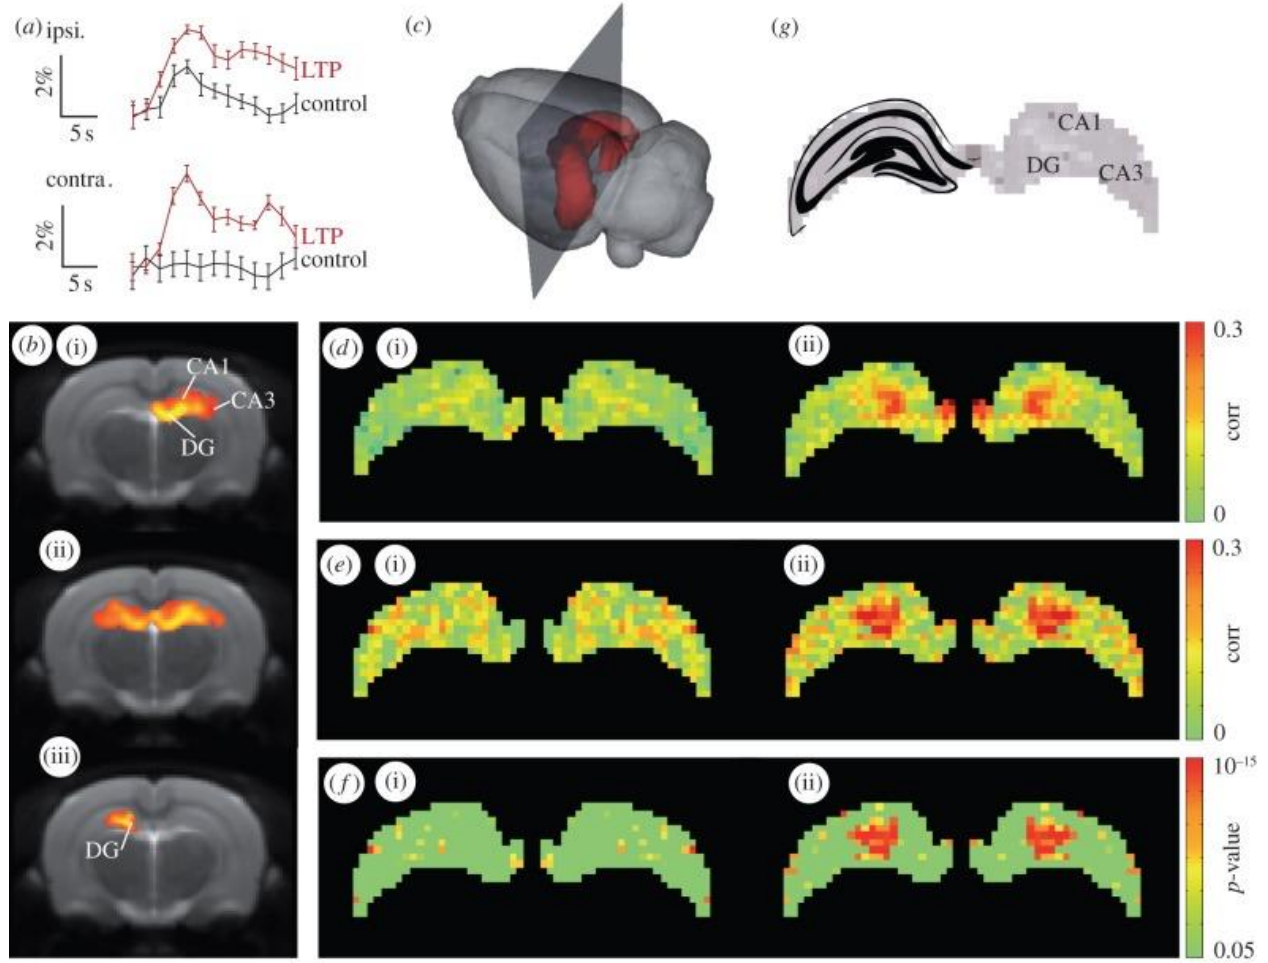 (a) ipsi.
2%
5 s
LTP
control
contra.
2%
5 s
LTP
control
(c)
(g)
CA1
DG
CA3
(b) (i)
CA1
CA3
DG
(ii)
(iii)
DG
(d) (i) (ii)
0.3
corr
0
(e) (i) (ii)
0.3
corr
0
(f) (i) (ii)
10⁻¹⁵
p-value
0.05